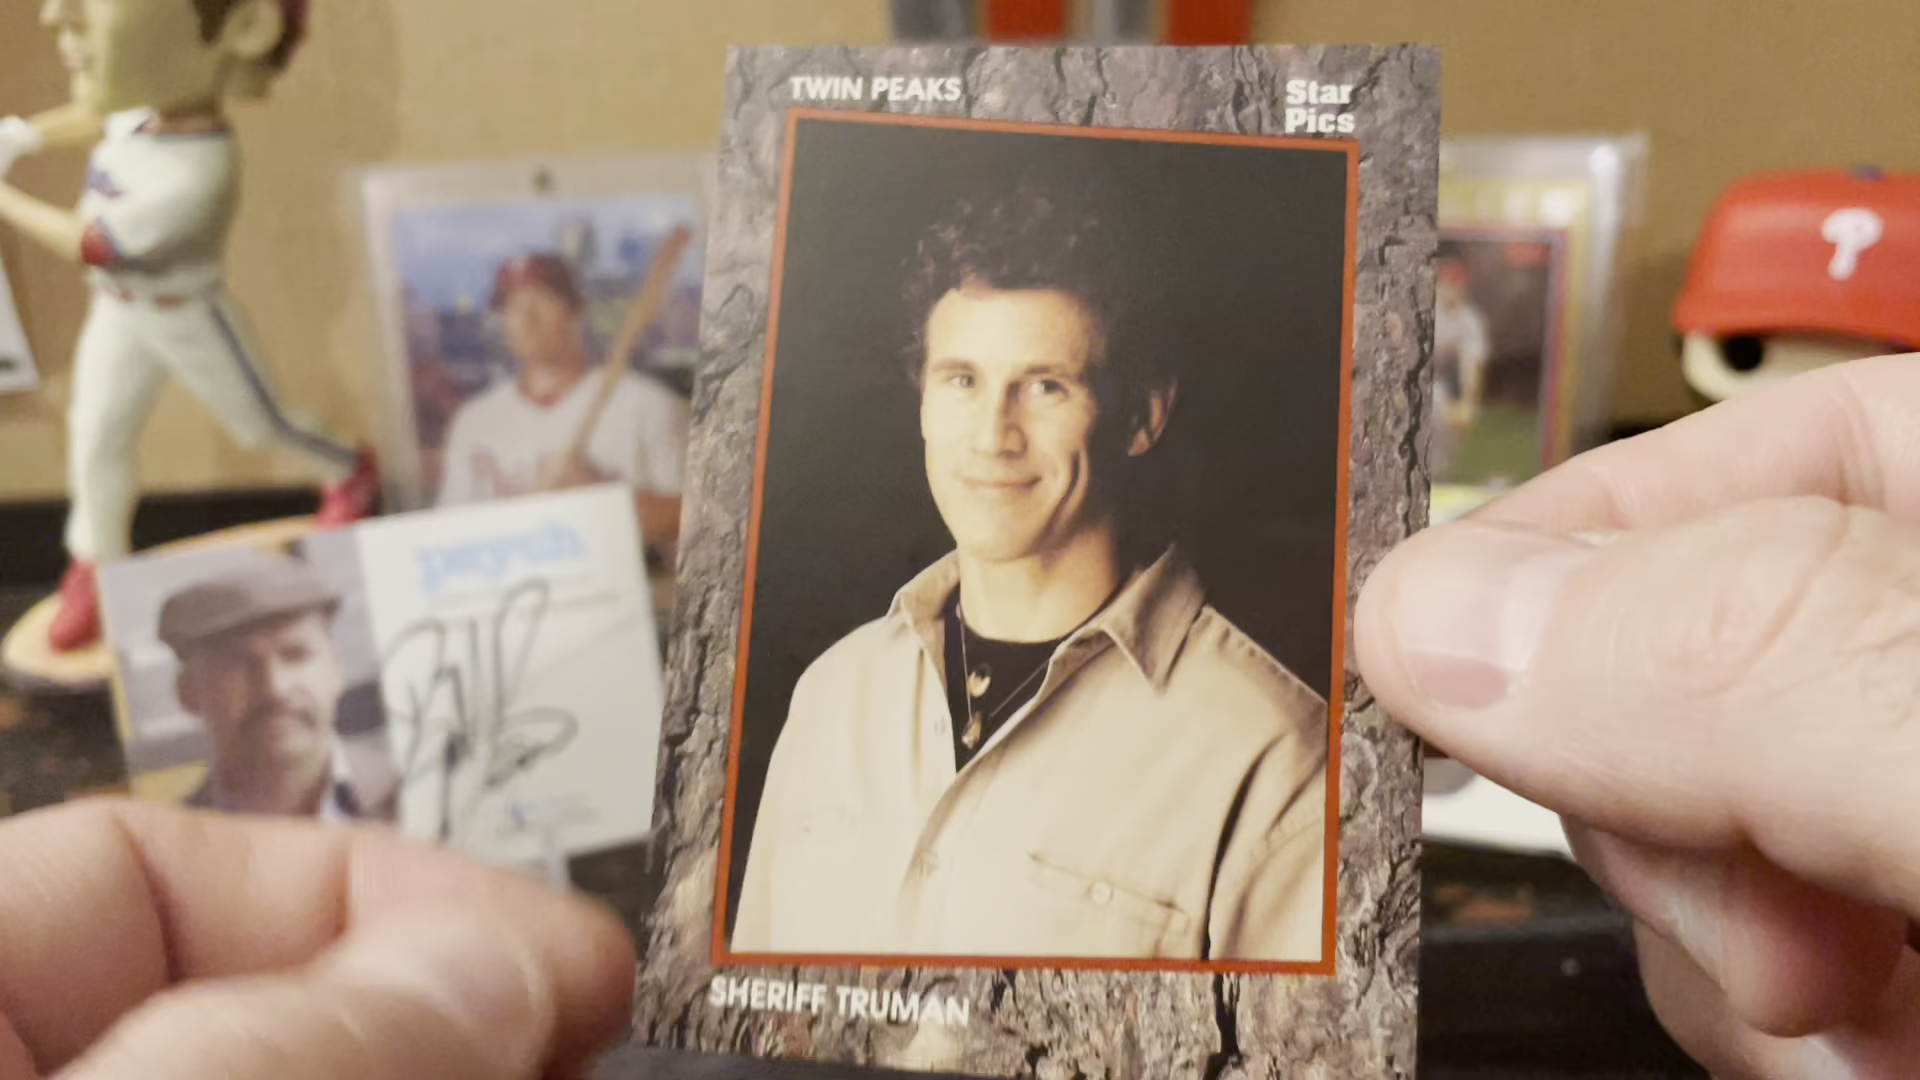 TWIN PEAKS
Star
Pics
SHERIFF TRUMAN
psych
P